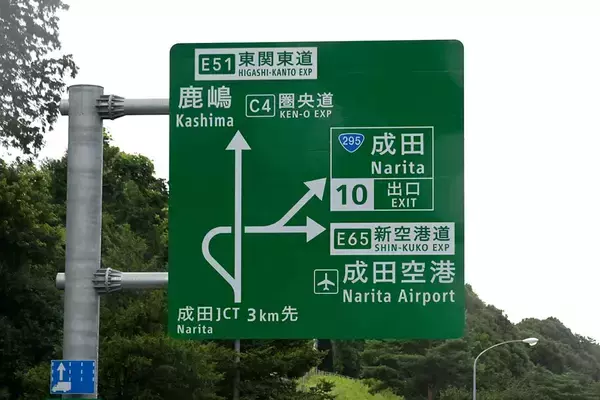 E51 東関東道
HIGASHI-KANTO EXP
鹿嶋
Kashima
C4 圏央道
KEN-O EXP
295 成田
Narita
10 出口
EXIT
E65 新空港道
SHIN-KUKO EXP
成田空港
Narita Airport
成田JCT 3km先
Narita